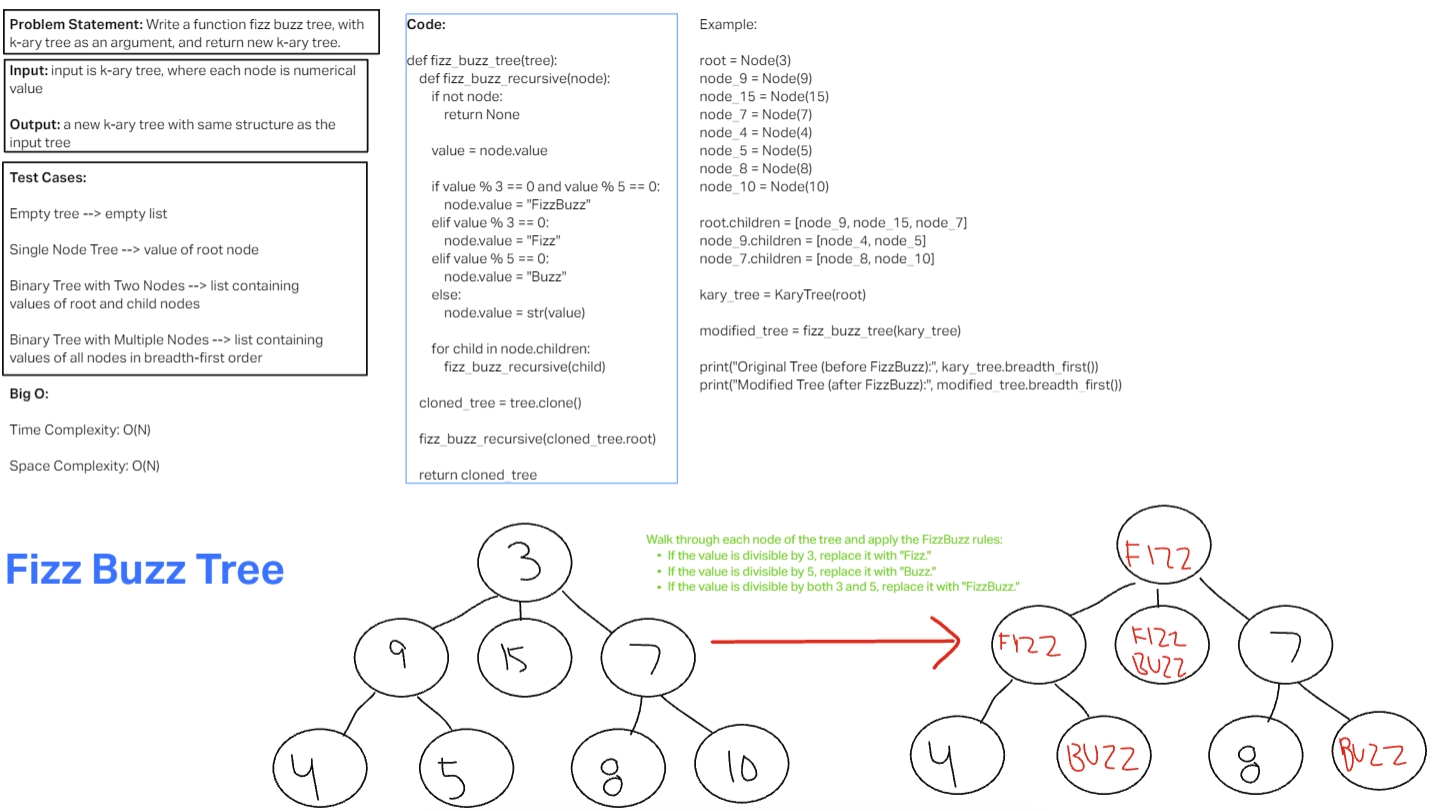 Problem Statement: Write a function fizz buzz tree, with
k-ary tree as an argument, and return new k-ary tree.
Input: input is k-ary tree, where each node is numerical
value
Output: a new k-ary tree with same structure as the
input tree
Test Cases:
Empty tree --> empty list
Single Node Tree --> value of root node
Binary Tree with Two Nodes --> list containing
values of root and child nodes
Binary Tree with Multiple Nodes --> list containing
values of all nodes in breadth-first order
Big O:
Time Complexity: O(N)
Space Complexity: O(N)
Code:
def fizz_buzz_tree(tree):
def fizz_buzz_recursive(node):
if not node:
return None
value = node.value
if value % 3 == 0 and value % 5 == 0:
node.value = "FizzBuzz"
elif value % 3 == 0:
node.value = "Fizz"
elif value % 5 == 0:
node.value = "Buzz"
else:
node.value = str(value)
for child in node.children:
fizz_buzz_recursive(child)
cloned_tree = tree.clone()
fizz_buzz_recursive(cloned_tree.root)
return cloned_tree
Example:
root = Node(3)
node_9 = Node(9)
node_15 = Node(15)
node_7 = Node(7)
node_4 = Node(4)
node_5 = Node(5)
node_8 = Node(8)
node_10 = Node(10)
root.children = [node_9, node_15, node_7]
node_9.children = [node_4, node_5]
node_7.children = [node_8, node_10]
kary_tree = KaryTree(root)
modified_tree = fizz_buzz_tree(kary_tree)
print("Original Tree (before FizzBuzz):", kary_tree.breadth_first())
print("Modified Tree (after FizzBuzz):", modified_tree.breadth_first())
Fizz Buzz Tree
3
9 15 7
4 5 8 10
Walk through each node of the tree and apply the FizzBuzz rules:
• If the value is divisible by 3, replace it with "Fizz."
• If the value is divisible by 5, replace it with "Buzz."
• If the value is divisible by both 3 and 5, replace it with "FizzBuzz."
FIZZ
FIZZ
FIZZ
BUZZ
7
4 BUZZ 8 BUZZ